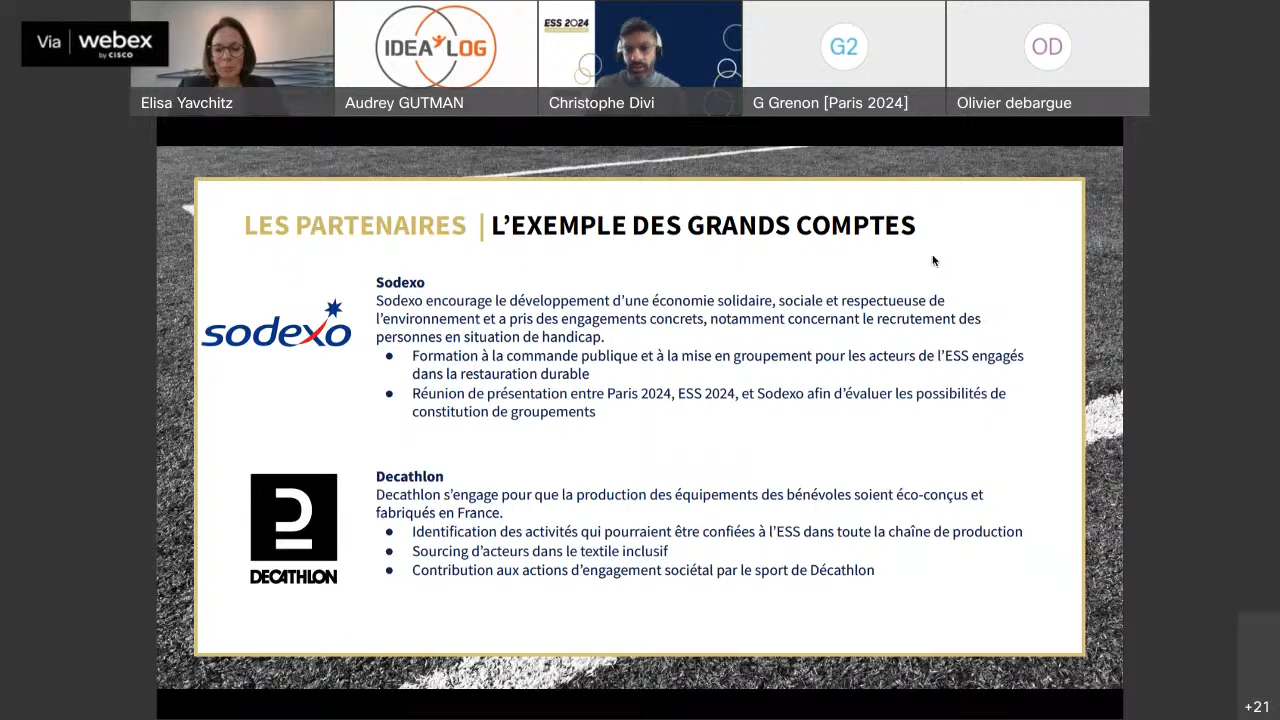 Via webex
by CISCO
ESS 2024
IDEA LOG
G2
OD
Elisa Yavchitz
Audrey GUTMAN
Christophe Divi
G Grenon [Paris 2024]
Olivier debargue
LES PARTENAIRES | L’EXEMPLE DES GRANDS COMPTES
sodexo
Sodexo
Sodexo encourage le développement d’une économie solidaire, sociale et respectueuse de
l’environnement et a pris des engagements concrets, notamment concernant le recrutement des
personnes en situation de handicap.
● Formation à la commande publique et à la mise en groupement pour les acteurs de l’ESS engagés
dans la restauration durable
● Réunion de présentation entre Paris 2024, ESS 2024, et Sodexo afin d’évaluer les possibilités de
constitution de groupements
DECATHLON
Decathlon
Decathlon s’engage pour que la production des équipements des bénévoles soient éco-conçus et
fabriqués en France.
● Identification des activités qui pourraient être confiées à l’ESS dans toute la chaîne de production
● Sourcing d’acteurs dans le textile inclusif
● Contribution aux actions d’engagement sociétal par le sport de Décathlon
+21